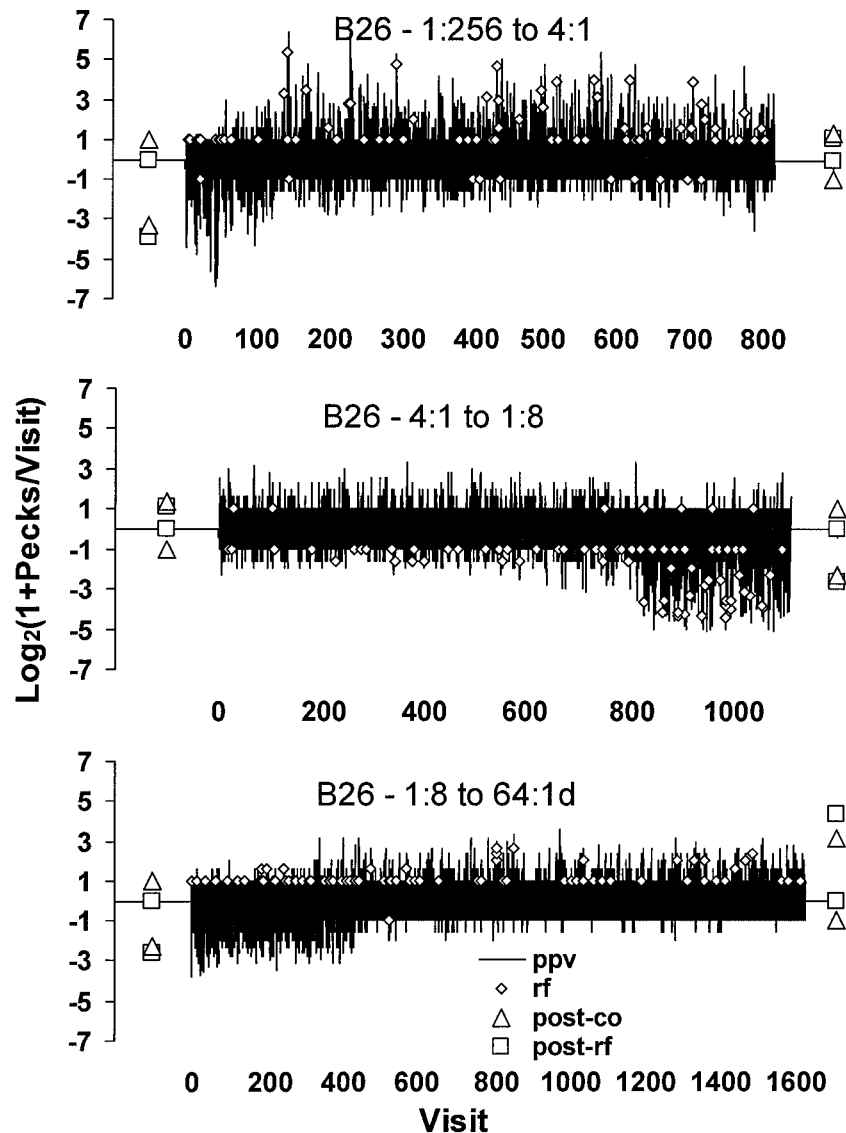 B26 - 1:256 to 4:1
7
5
3
1
-1
-3
-5
-7
0 100 200 300 400 500 600 700 800
B26 - 4:1 to 1:8
7
5
3
1
-1
-3
-5
-7
0 200 400 600 800 1000
B26 - 1:8 to 64:1d
7
5
3
1
-1
-3
-5
-7
ppv
rf
post-co
post-rf
0 200 400 600 800 1000 1200 1400 1600
Visit
Log2(1+Pecks/Visit)